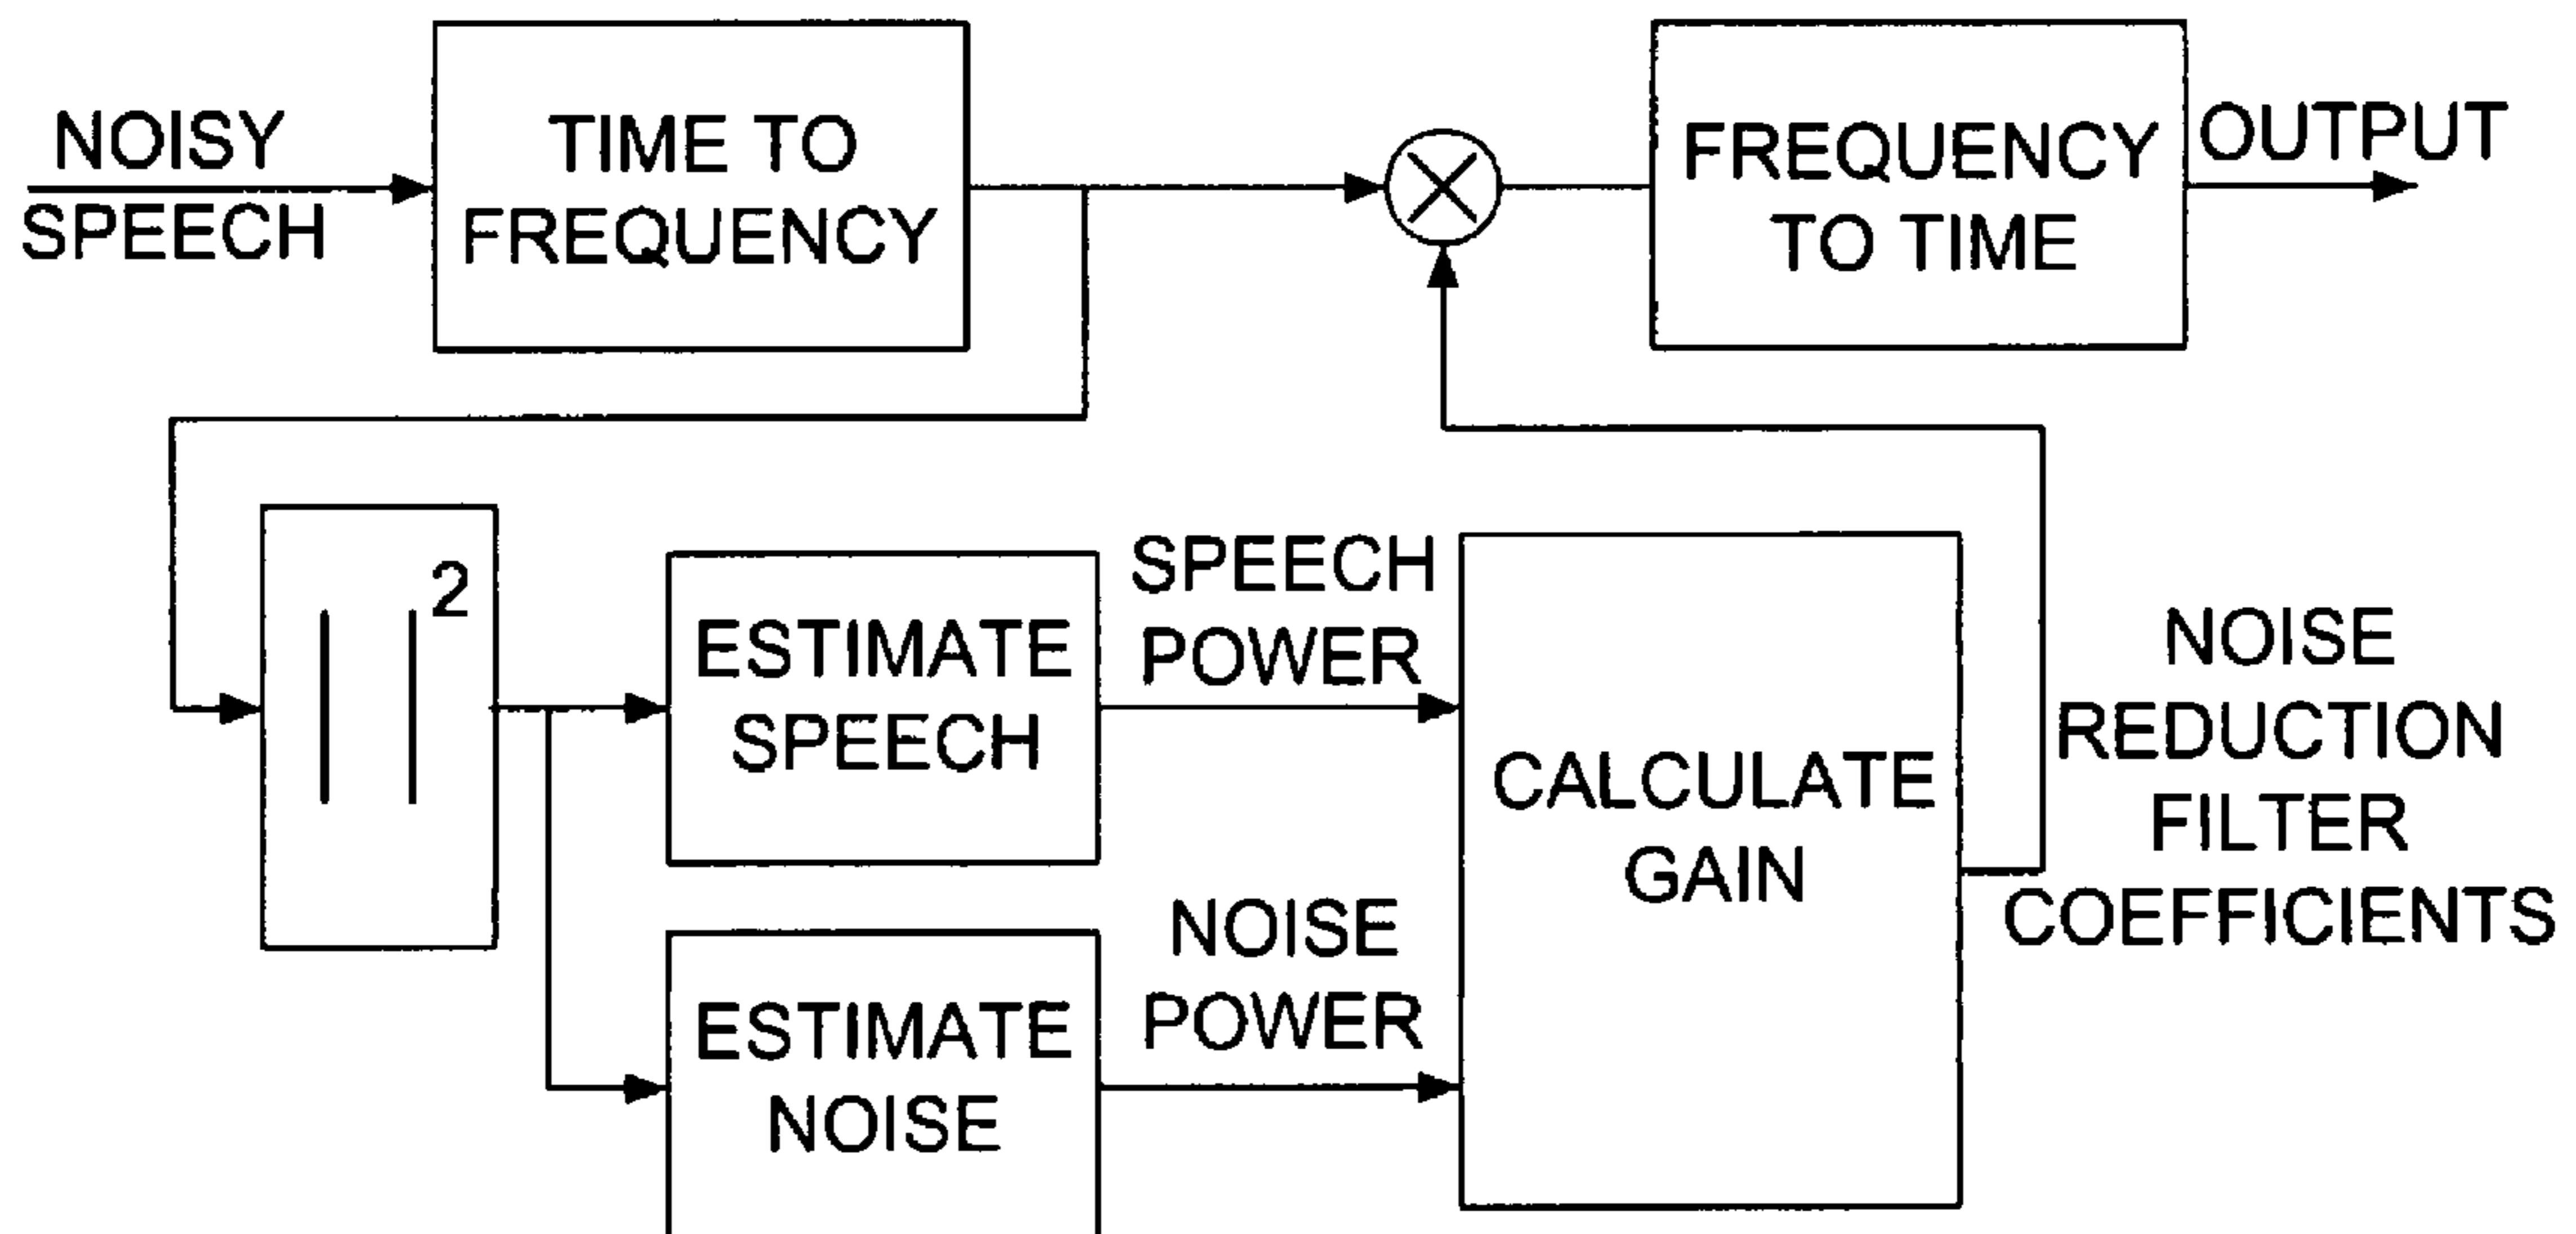 NOISY
SPEECH
TIME TO
FREQUENCY
FREQUENCY
TO TIME
OUTPUT
| |²
ESTIMATE
SPEECH
SPEECH
POWER
ESTIMATE
NOISE
NOISE
POWER
CALCULATE
GAIN
NOISE
REDUCTION
FILTER
COEFFICIENTS